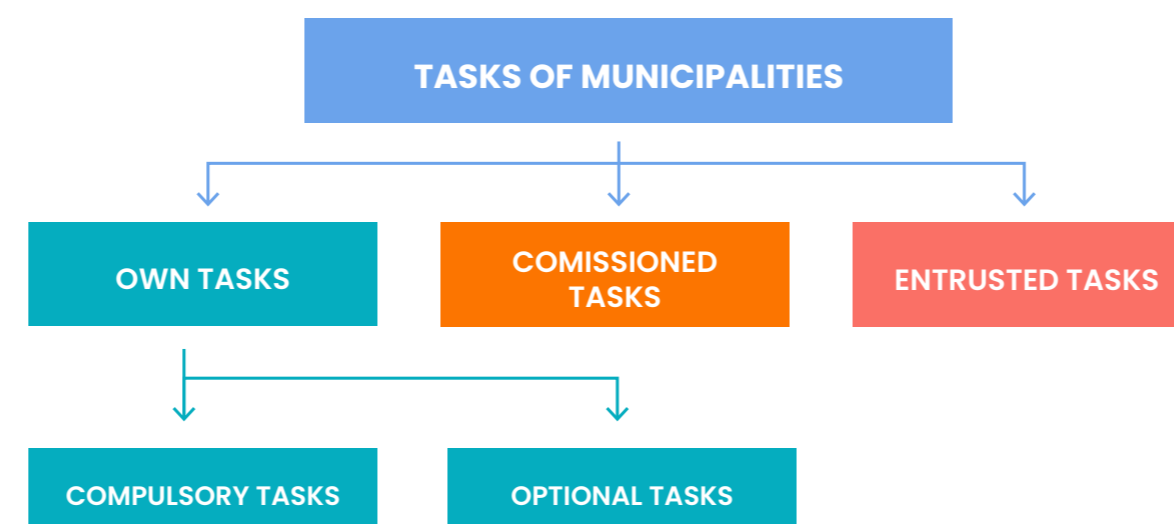 TASKS OF MUNICIPALITIES
OWN TASKS
COMISSIONED
TASKS
ENTRUSTED TASKS
COMPULSORY TASKS
OPTIONAL TASKS